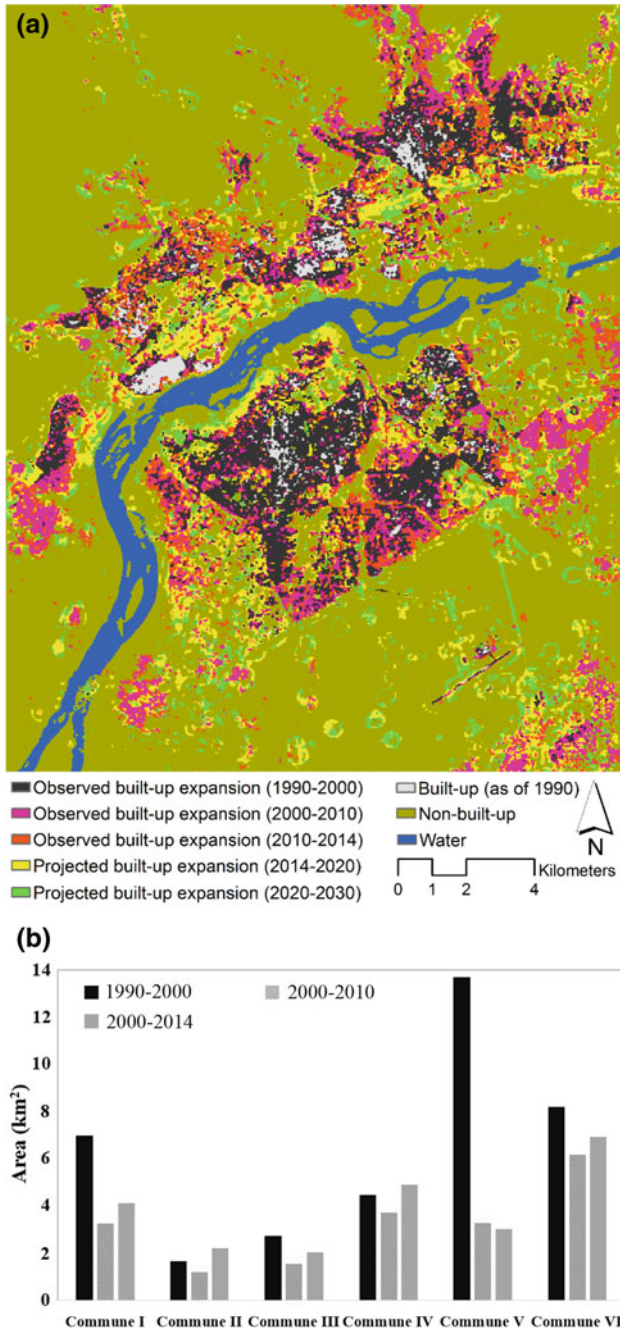 (a)
Observed built-up expansion (1990-2000)
Observed built-up expansion (2000-2010)
Observed built-up expansion (2010-2014)
Projected built-up expansion (2014-2020)
Projected built-up expansion (2020-2030)
Built-up (as of 1990)
Non-built-up
Water
N
Kilometers
0 1 2 4
(b)
14
12
10
8
6
4
2
0
Area (km²)
1990-2000
2000-2010
2000-2014
Commune I Commune II Commune III Commune IV Commune V Commune VI